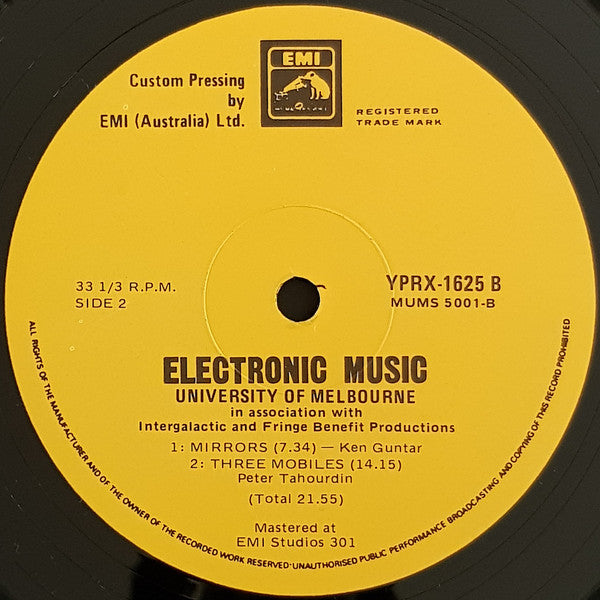 EMI
Custom Pressing
by
EMI (Australia) Ltd.
REGISTERED
TRADE MARK
33 1/3 R.P.M.
SIDE 2
YPRX-1625 B
MUMS 5001-B
ELECTRONIC MUSIC
UNIVERSITY OF MELBOURNE
in association with
Intergalactic and Fringe Benefit Productions
1: MIRRORS (7.34) — Ken Guntar
2: THREE MOBILES (14.15)
Peter Tahourdin
(Total 21.55)
Mastered at
EMI Studios 301
ALL RIGHTS OF THE MANUFACTURER AND OF THE OWNER OF THE RECORDED WORK RESERVED·UNAUTHORISED PUBLIC PERFORMANCE BROADCASTING AND COPYING OF THIS RECORD PROHIBITED